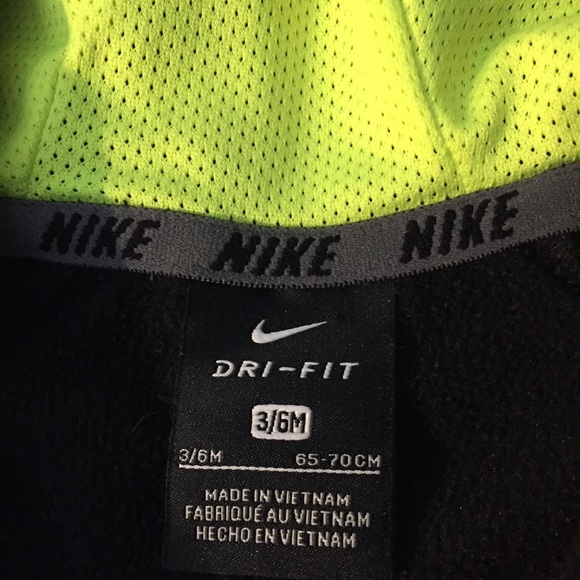 NIKE NIKE NIKE
DRI-FIT
3/6M
3/6M 65-70CM
MADE IN VIETNAM
FABRIQUÉ AU VIETNAM
HECHO EN VIETNAM